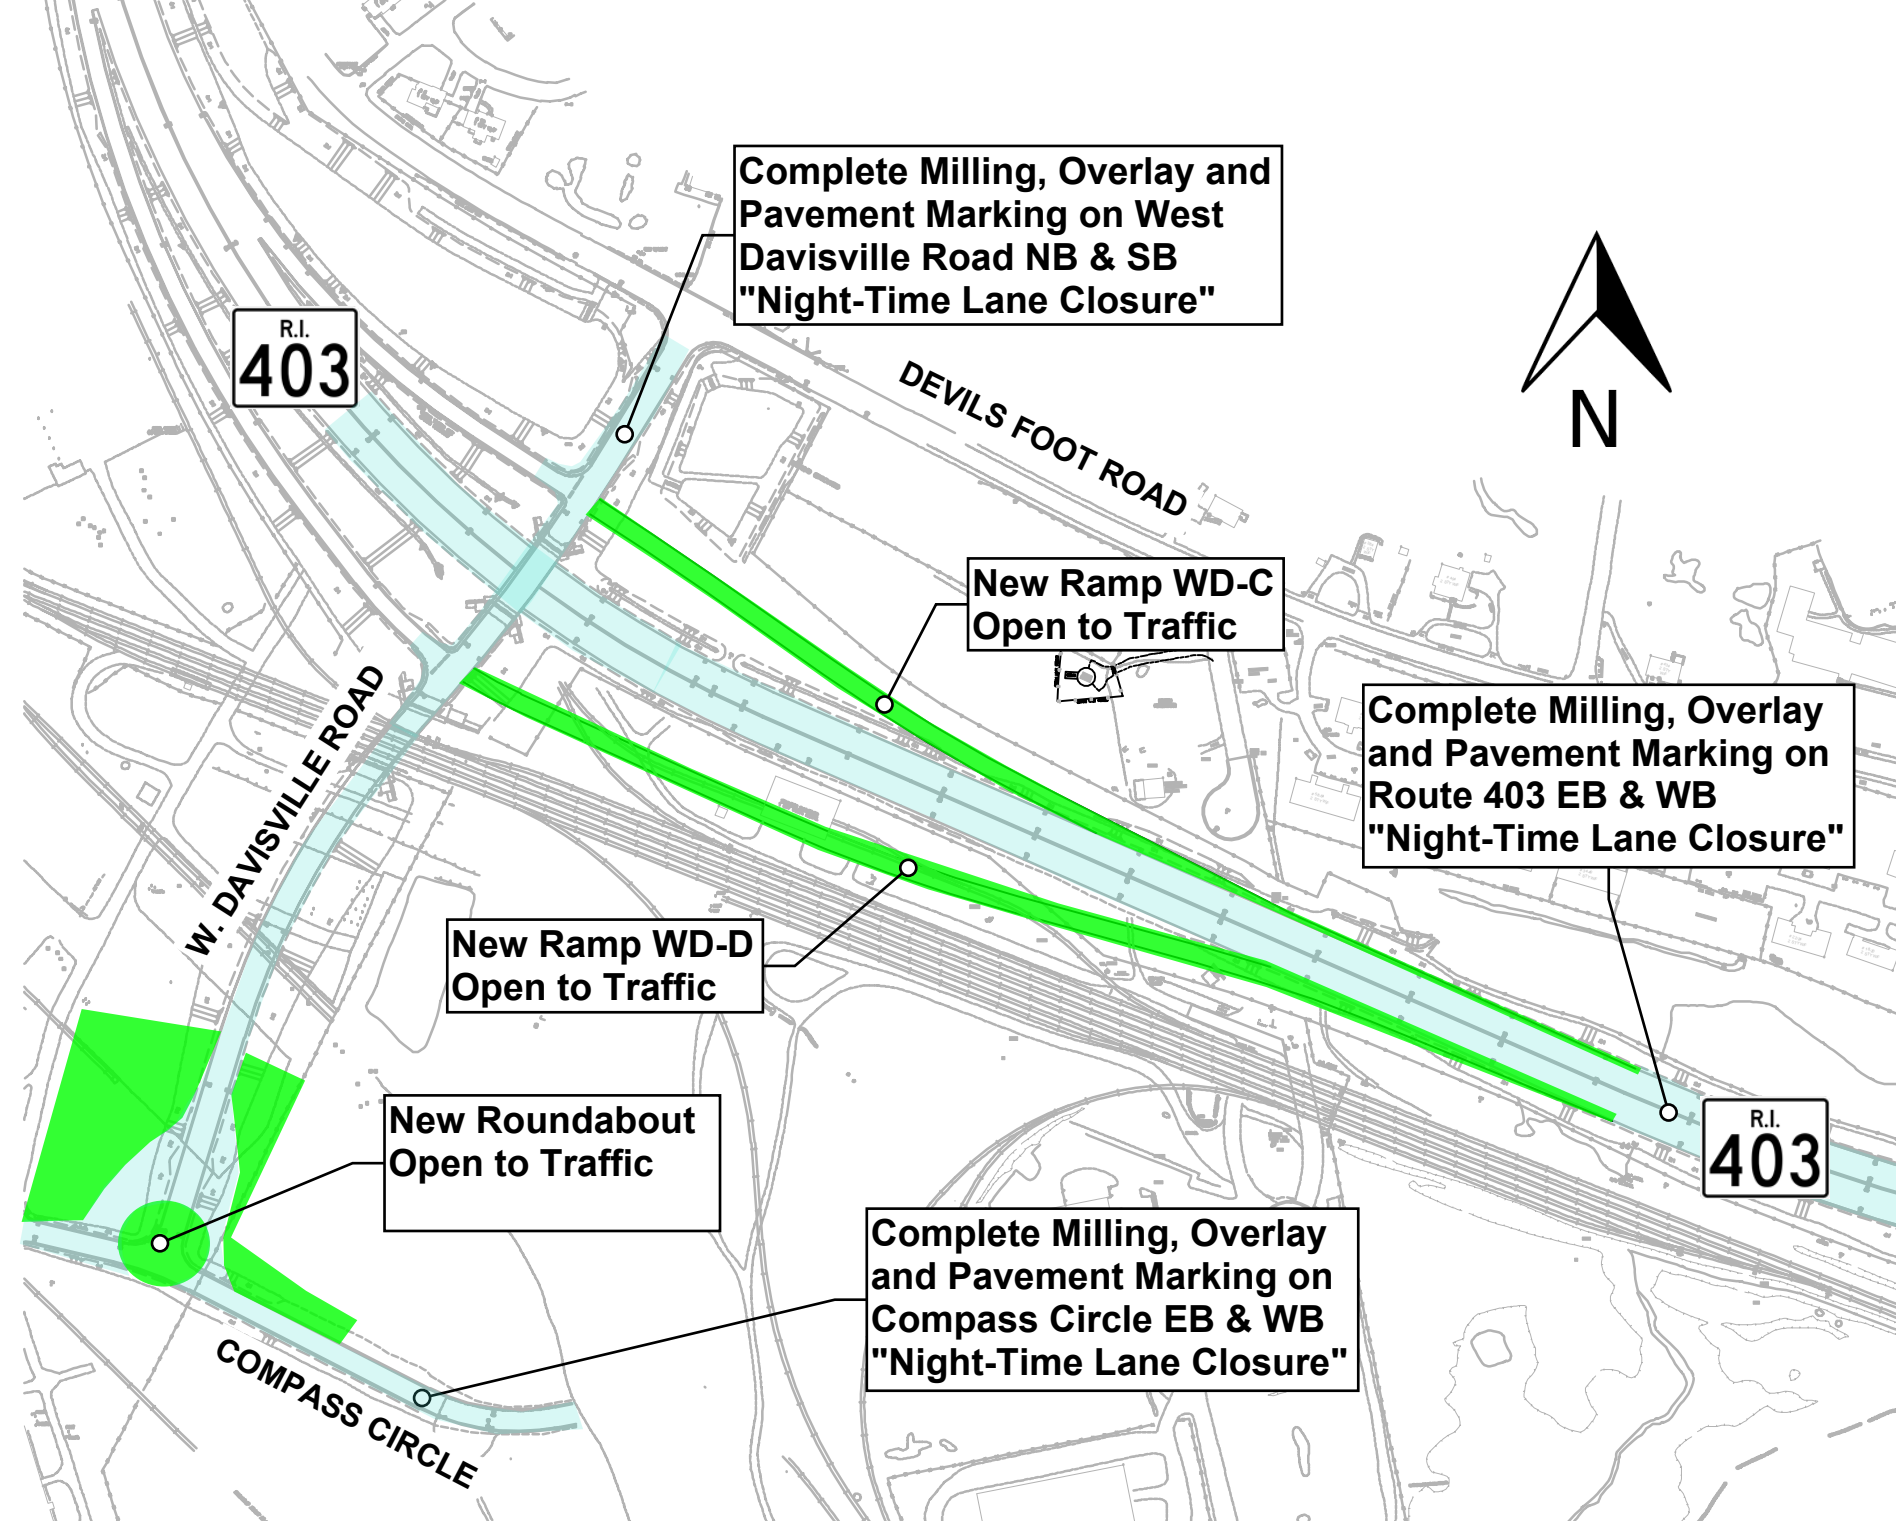 Complete Milling, Overlay and
Pavement Marking on West
Davisville Road NB & SB
"Night-Time Lane Closure"
R.I.
403
DEVILS FOOT ROAD
N
New Ramp WD-C
Open to Traffic
W. DAVISVILLE ROAD
Complete Milling, Overlay
and Pavement Marking on
Route 403 EB & WB
"Night-Time Lane Closure"
New Ramp WD-D
Open to Traffic
New Roundabout
Open to Traffic
R.I.
403
Complete Milling, Overlay
and Pavement Marking on
Compass Circle EB & WB
"Night-Time Lane Closure"
COMPASS CIRCLE